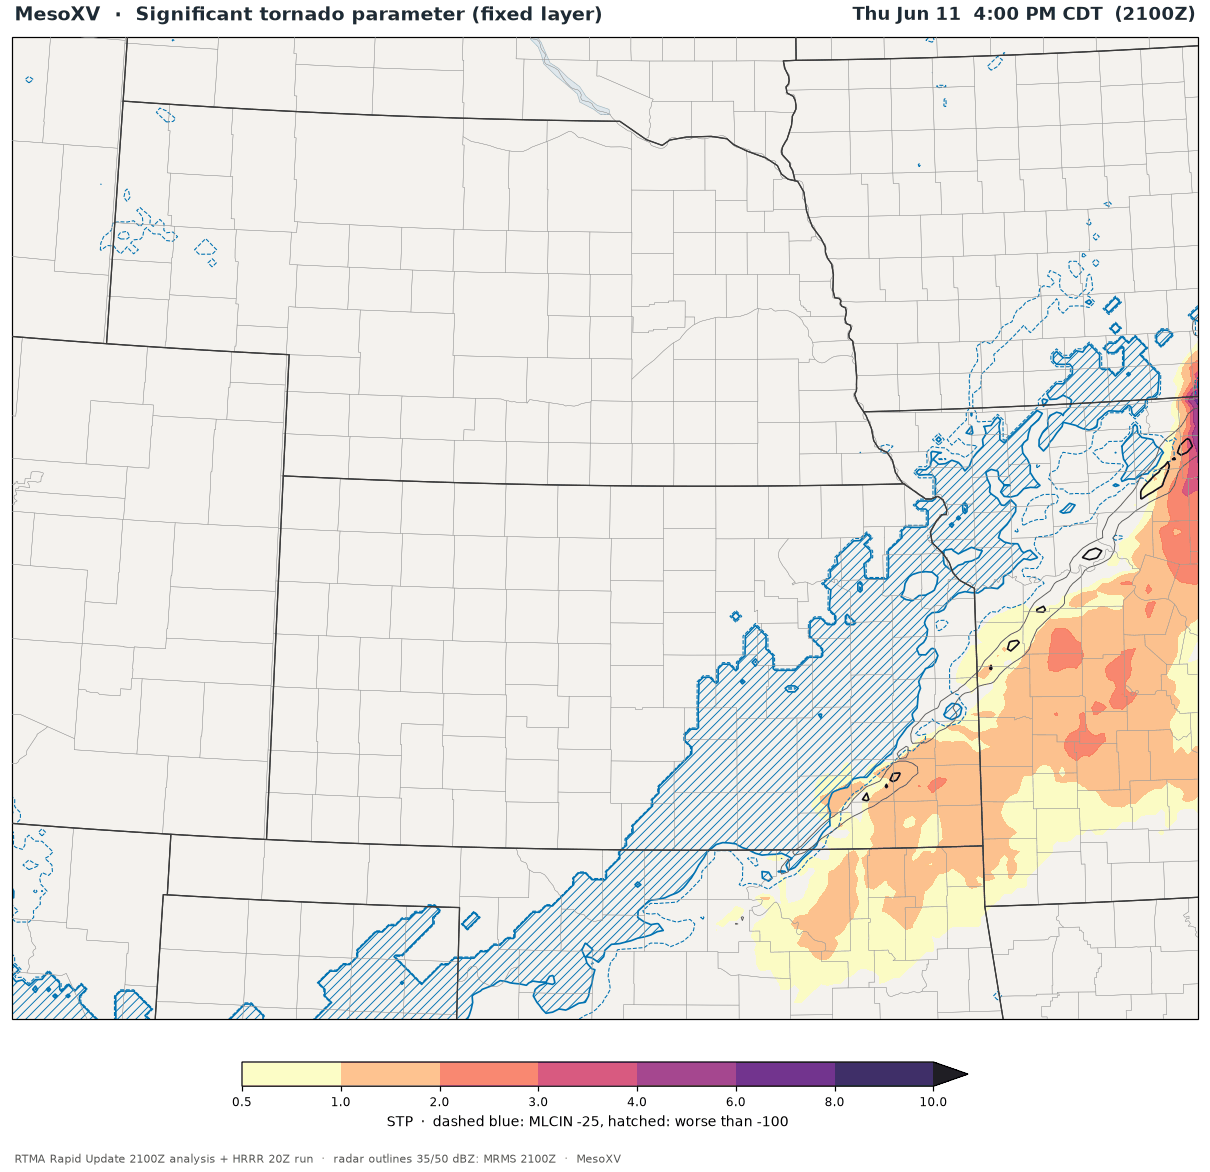 MesoXV · Significant tornado parameter (fixed layer)
Thu Jun 11 4:00 PM CDT (2100Z)
0.5 1.0 2.0 3.0 4.0 6.0 8.0 10.0
STP · dashed blue: MLCIN -25, hatched: worse than -100
RTMA Rapid Update 2100Z analysis + HRRR 20Z run · radar outlines 35/50 dBZ: MRMS 2100Z · MesoXV